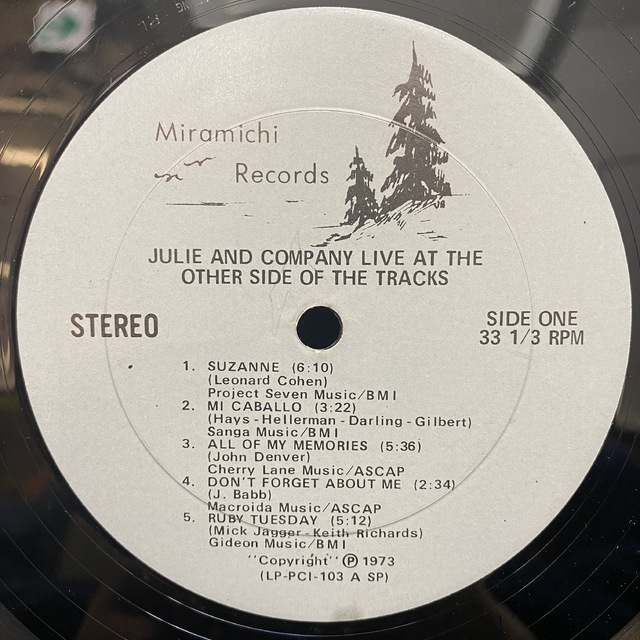 Miramichi
Records
JULIE AND COMPANY LIVE AT THE
OTHER SIDE OF THE TRACKS
STEREO
SIDE ONE
33 1/3 RPM
1. SUZANNE (6:10)
(Leonard Cohen)
Project Seven Music/BMI
2. MI CABALLO (3:22)
(Hays-Hellerman-Darling-Gilbert)
Sanga Music/BMI
3. ALL OF MY MEMORIES (5:36)
(John Denver)
Cherry Lane Music/ASCAP
4. DON'T FORGET ABOUT ME (2:34)
(J. Babb)
Macroida Music/ASCAP
5. RUBY TUESDAY (5:12)
(Mick Jagger-Keith Richards)
Gideon Music/BMI
"Copyright" Ⓟ 1973
(LP-PCI-103 A SP)